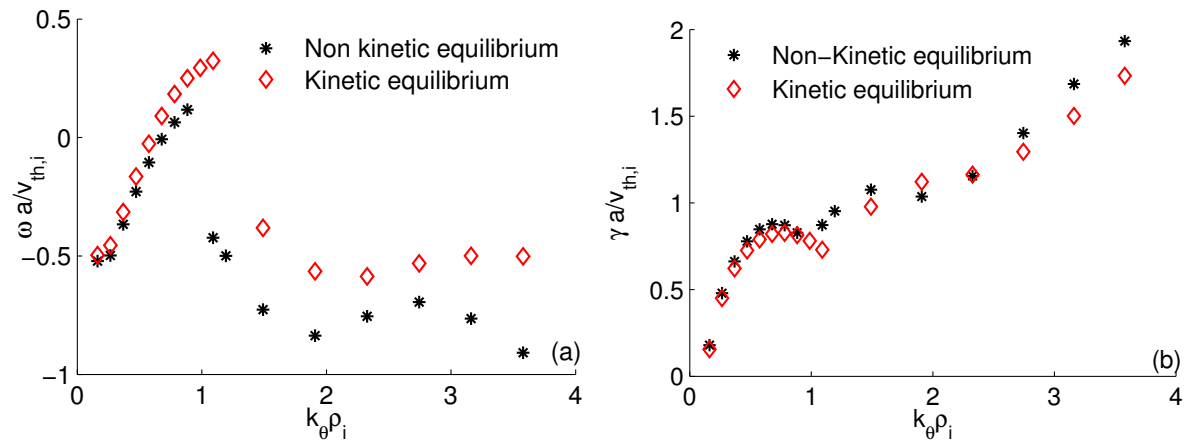 0.5
0
−0.5
−1
0
1
2
3
4
ω a/v_th,i
k_θρ_i
Non kinetic equilibrium
Kinetic equilibrium
(a)
2
1.5
1
0.5
0
0
1
2
3
4
γ a/v_th,i
k_θρ_i
Non−Kinetic equilibrium
Kinetic equilibrium
(b)